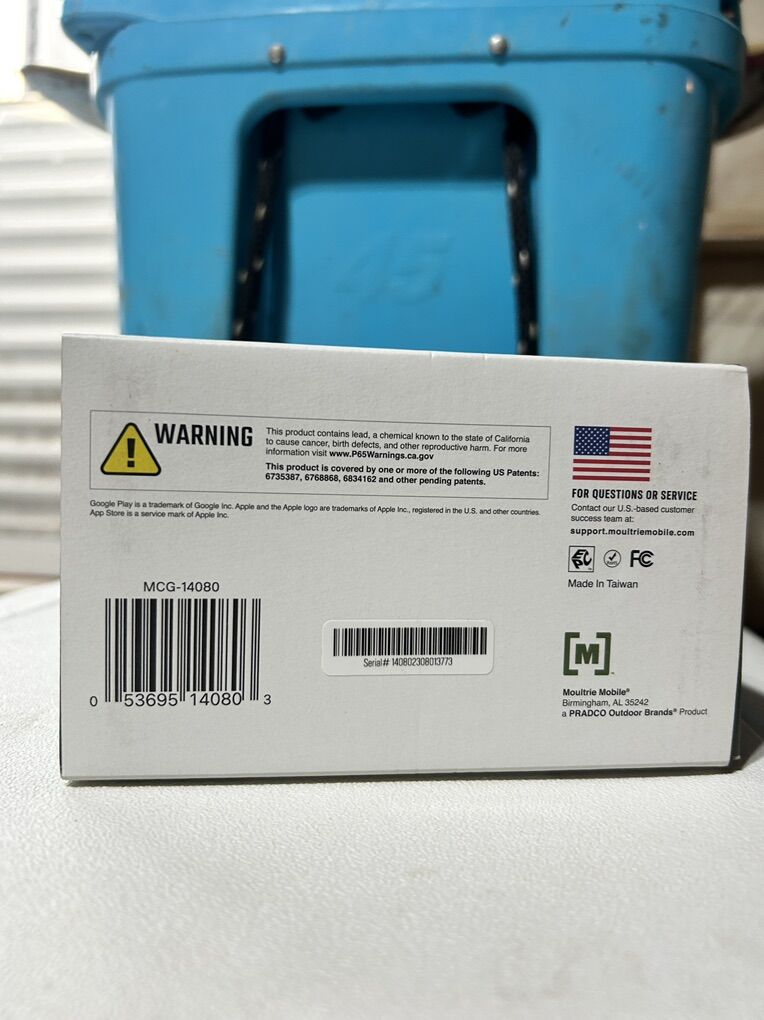 45
WARNING
This product contains lead, a chemical known to the state of California
to cause cancer, birth defects, and other reproductive harm. For more
information visit www.P65Warnings.ca.gov
This product is covered by one or more of the following US Patents:
6735387, 6768868, 6834162 and other pending patents.
Google Play is a trademark of Google Inc. Apple and the Apple logo are trademarks of Apple Inc., registered in the U.S. and other countries.
App Store is a service mark of Apple Inc.
FOR QUESTIONS OR SERVICE
Contact our U.S.-based customer
success team at:
support.moultriemobile.com
FC
Made In Taiwan
MCG-14080
0 53695 14080 3
Serial# 140802308013773
[M]
Moultrie Mobile®
Birmingham, AL 35242
a PRADCO Outdoor Brands® Product